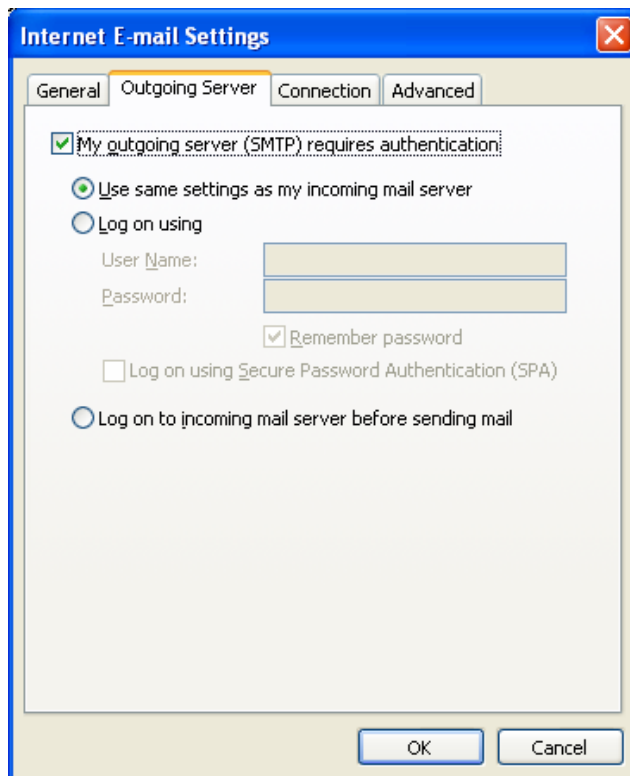 Internet E-mail Settings
General Outgoing Server Connection Advanced
My outgoing server (SMTP) requires authentication
Use same settings as my incoming mail server
Log on using
User Name:
Password:
Remember password
Log on using Secure Password Authentication (SPA)
Log on to incoming mail server before sending mail
OK Cancel